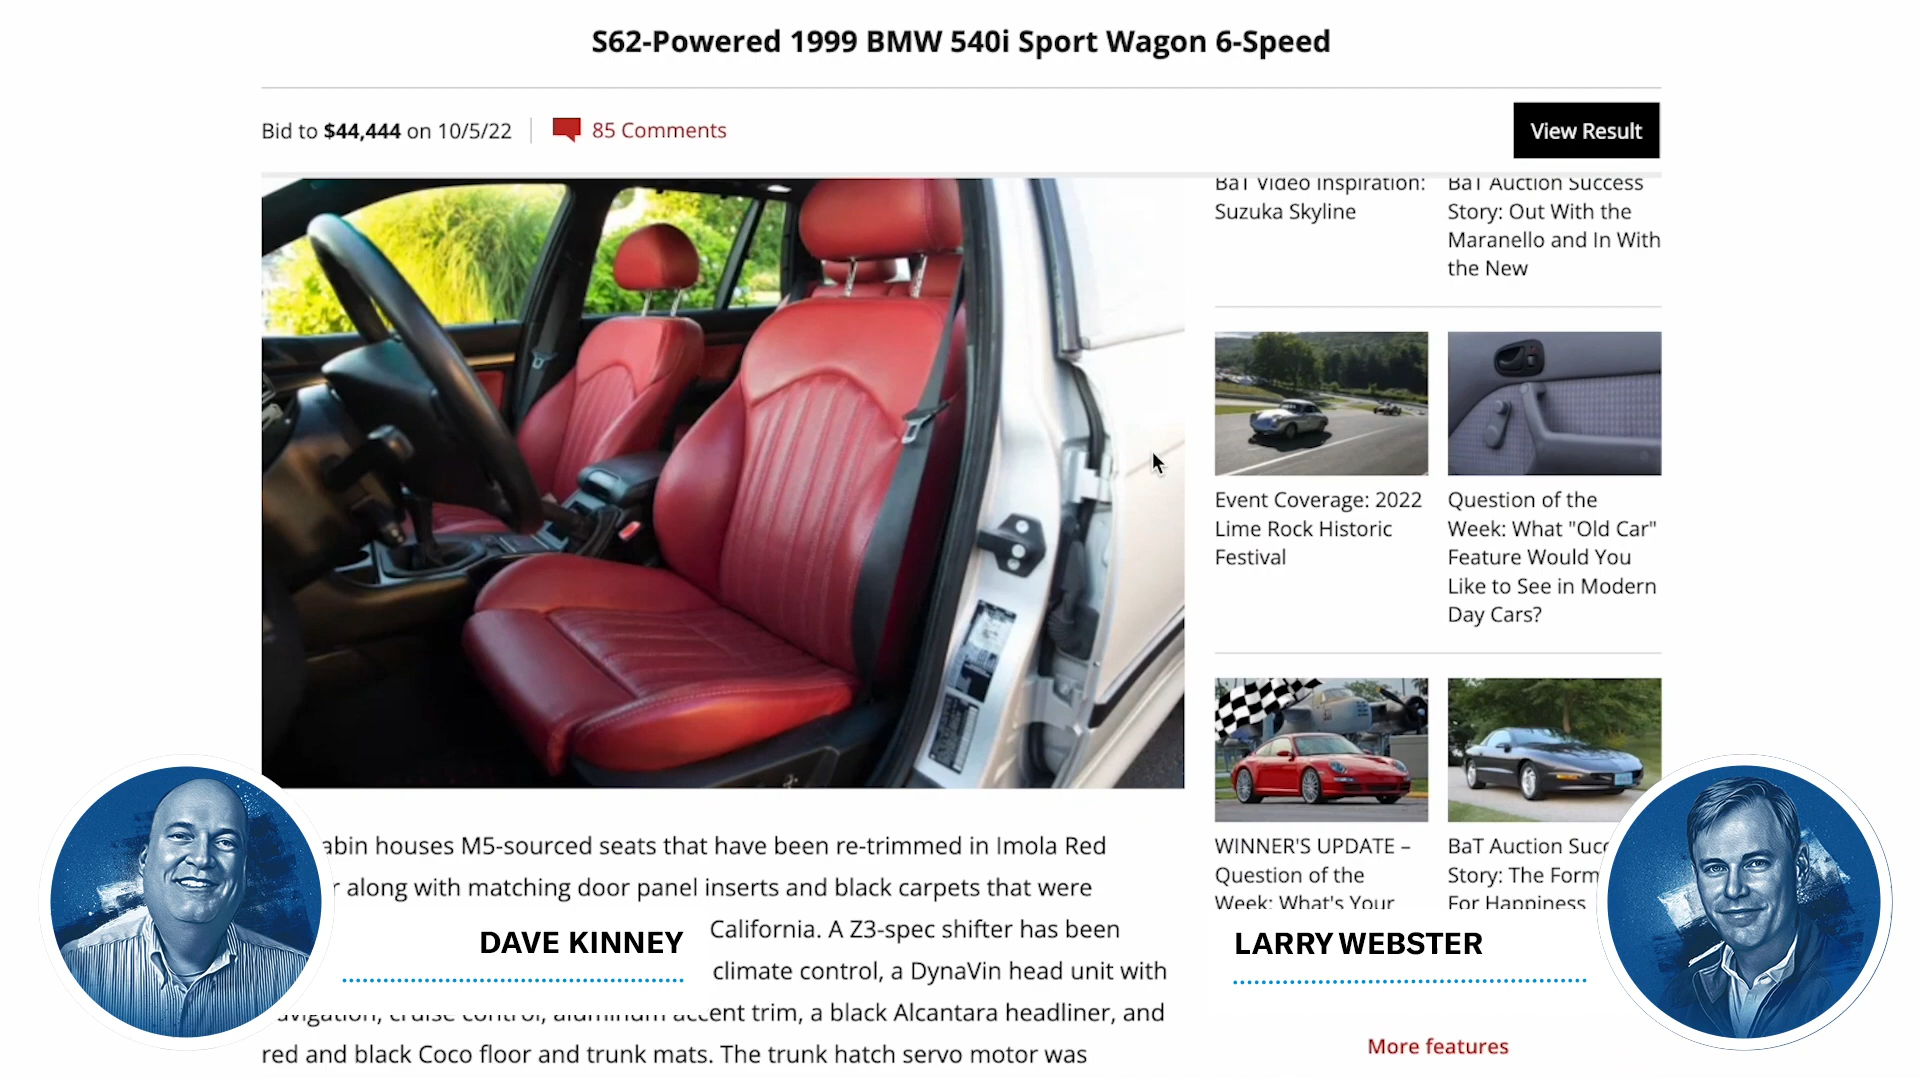 S62-Powered 1999 BMW 540i Sport Wagon 6-Speed
Bid to $44,444 on 10/5/22
85 Comments
View Result
BaT Video Inspiration:
Suzuka Skyline
BaT Auction Success
Story: Out With the
Maranello and In With
the New
Event Coverage: 2022
Lime Rock Historic
Festival
Question of the
Week: What "Old Car"
Feature Would You
Like to See in Modern
Day Cars?
WINNER'S UPDATE –
Question of the
Week: What's Your
BaT Auction Succ
Story: The Form
For Happiness
More features
abin houses M5-sourced seats that have been re-trimmed in Imola Red
r along with matching door panel inserts and black carpets that were
California. A Z3-spec shifter has been
climate control, a DynaVin head unit with
avigation, cruise control, aluminum accent trim, a black Alcantara headliner, and
red and black Coco floor and trunk mats. The trunk hatch servo motor was
DAVE KINNEY
LARRY WEBSTER